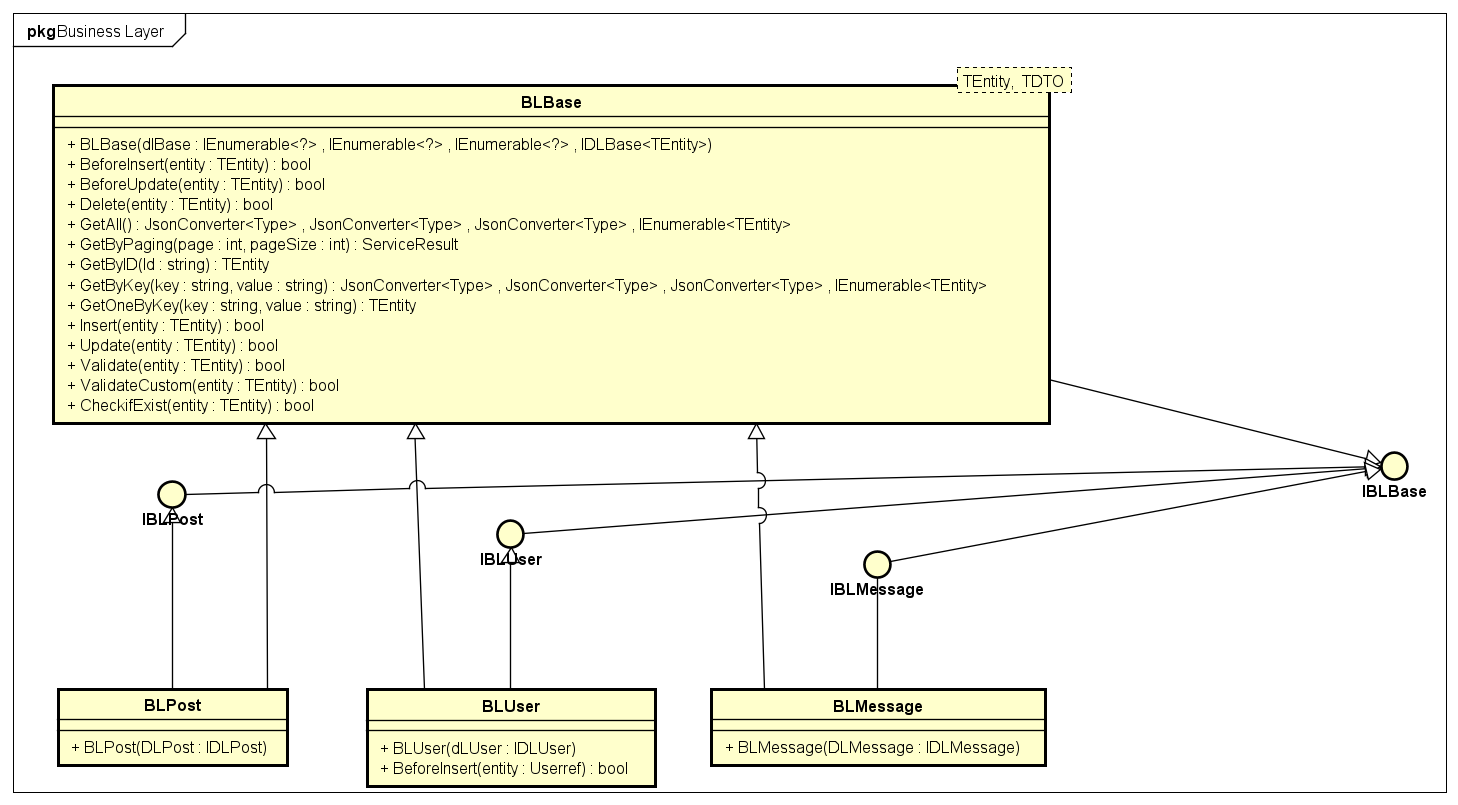 pkg Business Layer
TEntity, TDTO
BLBase
+ BLBase(dlBase : IEnumerable<?> , IEnumerable<?> , IEnumerable<?> , IDLBase<TEntity>)
+ BeforeInsert(entity : TEntity) : bool
+ BeforeUpdate(entity : TEntity) : bool
+ Delete(entity : TEntity) : bool
+ GetAll() : JsonConverter<Type> , JsonConverter<Type> , JsonConverter<Type> , IEnumerable<TEntity>
+ GetByPaging(page : int, pageSize : int) : ServiceResult
+ GetByID(Id : string) : TEntity
+ GetByKey(key : string, value : string) : JsonConverter<Type> , JsonConverter<Type> , JsonConverter<Type> , IEnumerable<TEntity>
+ GetOneByKey(key : string, value : string) : TEntity
+ Insert(entity : TEntity) : bool
+ Update(entity : TEntity) : bool
+ Validate(entity : TEntity) : bool
+ ValidateCustom(entity : TEntity) : bool
+ CheckifExist(entity : TEntity) : bool
IBLBase
IBLPost
IBLUser
IBLMessage
BLPost
+ BLPost(DLPost : IDLPost)
BLUser
+ BLUser(dLUser : IDLUser)
+ BeforeInsert(entity : Userref) : bool
BLMessage
+ BLMessage(DLMessage : IDLMessage)